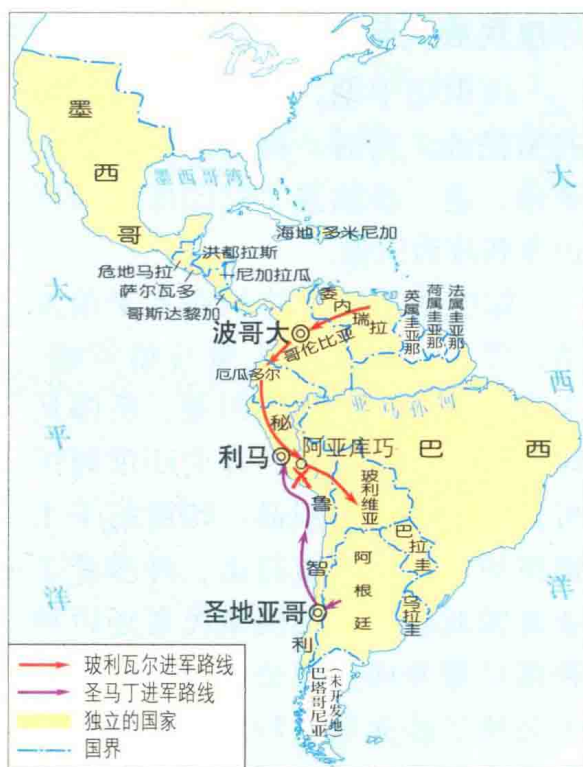 墨西哥
墨西哥湾
大西洋
太平洋
海地
多米尼加
洪都拉斯
危地马拉
尼加拉瓜
萨尔瓦多
哥斯达黎加
委内瑞拉
英属圭亚那
荷属圭亚那
法属圭亚那
波哥大
哥伦比亚
厄瓜多尔
亚马孙河
秘鲁
利马
阿亚库巧
巴西
玻利维亚
巴拉圭
智利
阿根廷
圣地亚哥
乌拉圭
巴塔哥尼亚
(未开发地)
玻利瓦尔进军路线
圣马丁进军路线
独立的国家
国界